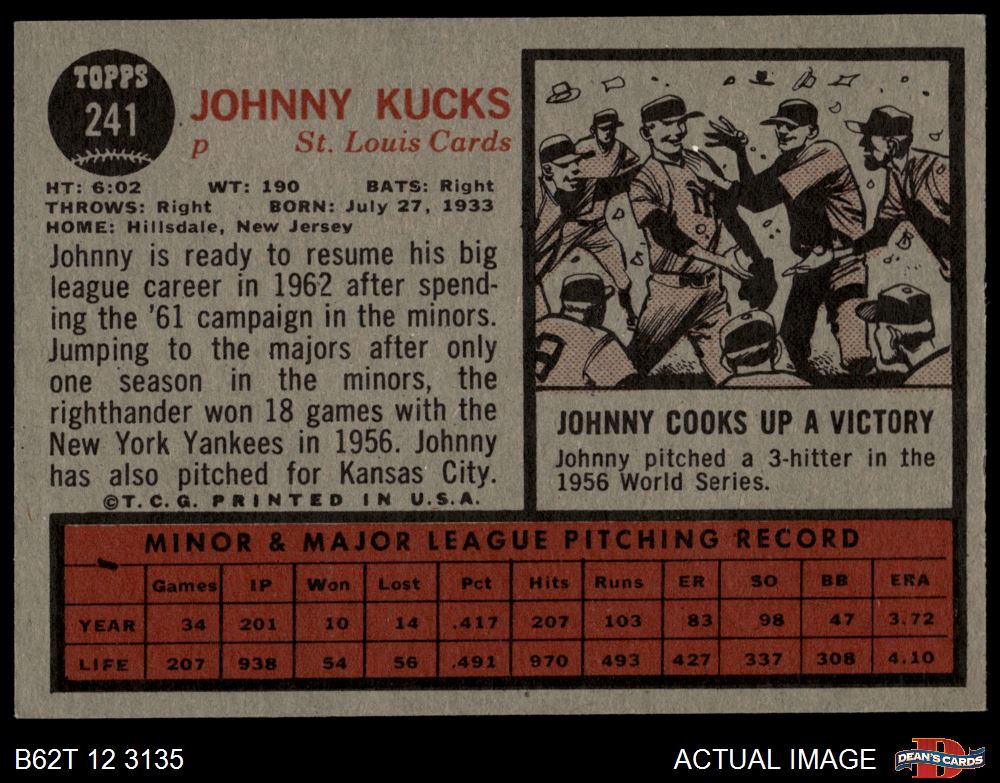 TOPPS
241
JOHNNY KUCKS
p St. Louis Cards
HT: 6:02 WT: 190 BATS: Right
THROWS: Right BORN: July 27, 1933
HOME: Hillsdale, New Jersey
Johnny is ready to resume his big
league career in 1962 after spend-
ing the '61 campaign in the minors.
Jumping to the majors after only
one season in the minors, the
righthander won 18 games with the
New York Yankees in 1956. Johnny
has also pitched for Kansas City.
©T.C.G. PRINTED IN U.S.A.
NY
8
JOHNNY COOKS UP A VICTORY
Johnny pitched a 3-hitter in the
1956 World Series.
MINOR & MAJOR LEAGUE PITCHING RECORD
Games IP Won Lost Pct Hits Runs ER SO BB ERA
YEAR 34 201 10 14 .417 207 103 83 98 47 3.72
LIFE 207 938 54 56 .491 970 493 427 337 308 4.10
B62T 12 3135
ACTUAL IMAGE
D
DEAN'S CARDS